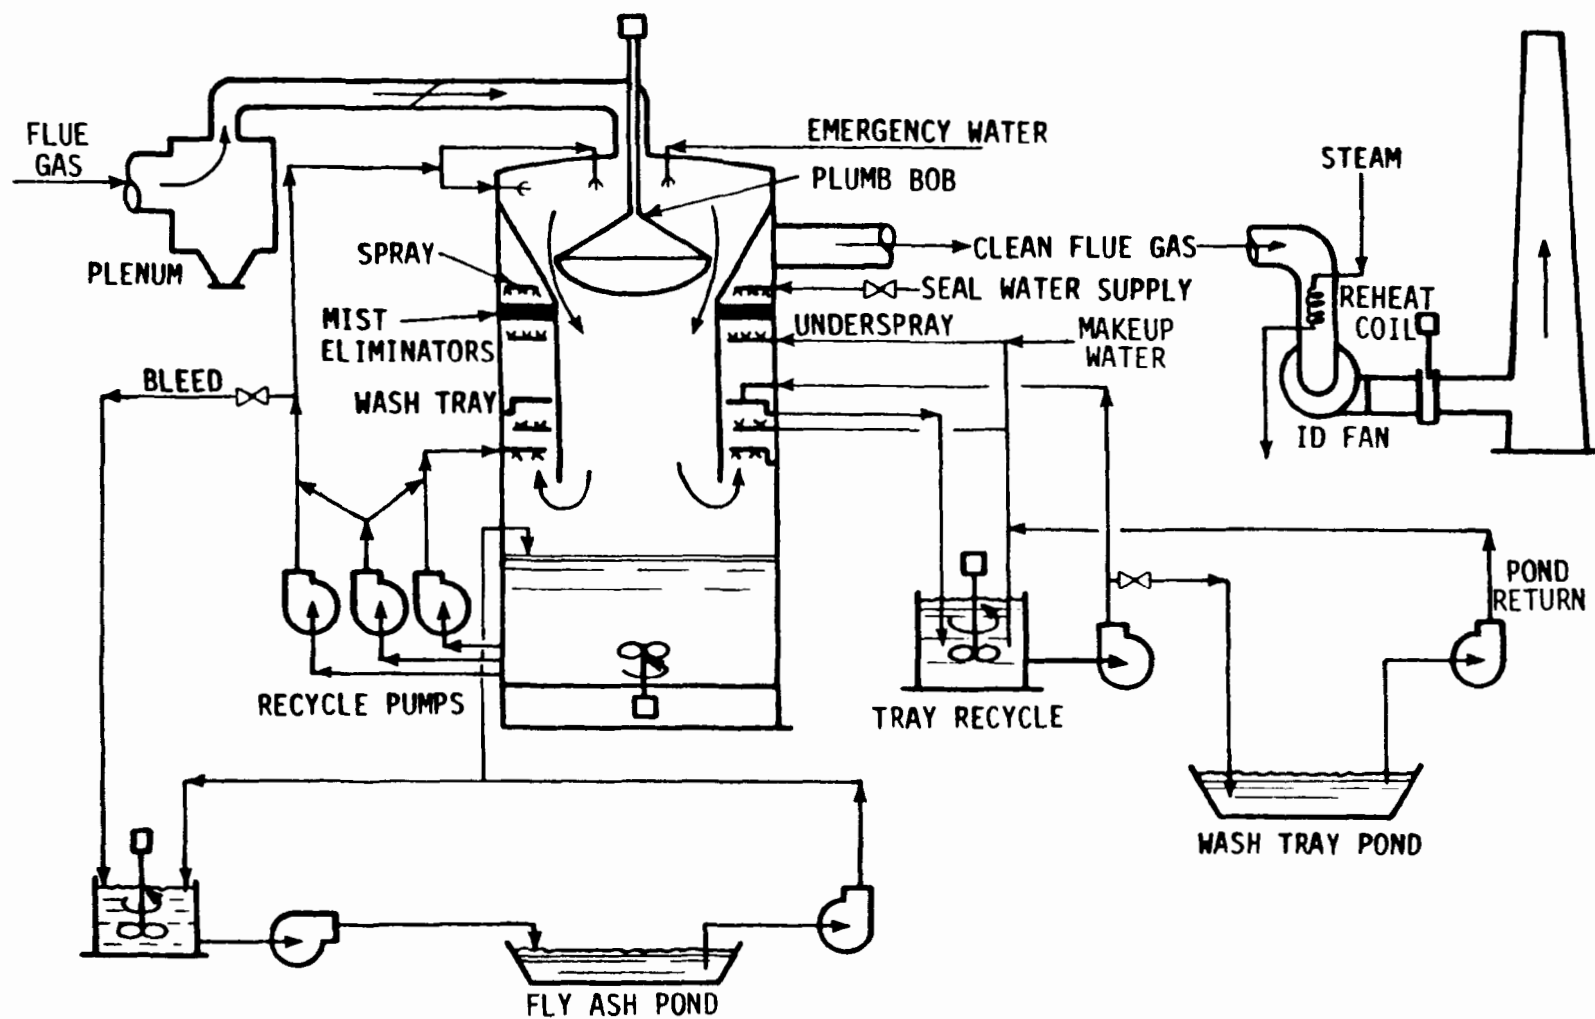 FLUE
GAS
EMERGENCY WATER
STEAM
PLUMB BOB
PLENUM
SPRAY
CLEAN FLUE GAS
SEAL WATER SUPPLY
REHEAT
COIL
MIST
ELIMINATORS
UNDERSPRAY
MAKEUP
WATER
BLEED
WASH TRAY
ID FAN
POND
RETURN
RECYCLE PUMPS
TRAY RECYCLE
WASH TRAY POND
FLY ASH POND